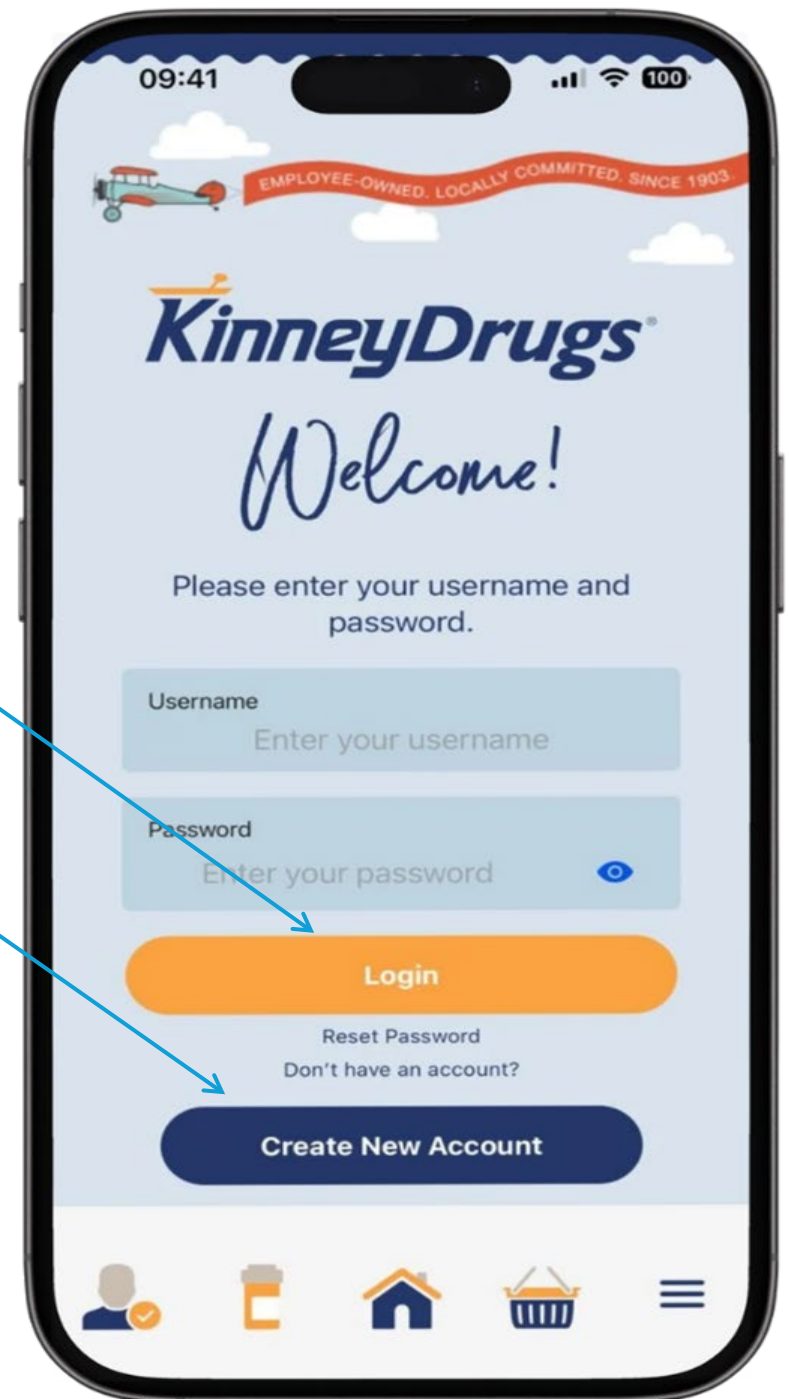 09:41
100
EMPLOYEE-OWNED. LOCALLY COMMITTED. SINCE 1903.
KinneyDrugs®
Welcome!
Please enter your username and
password.
Username
Enter your username
Password
Enter your password
Login
Reset Password
Don't have an account?
Create New Account